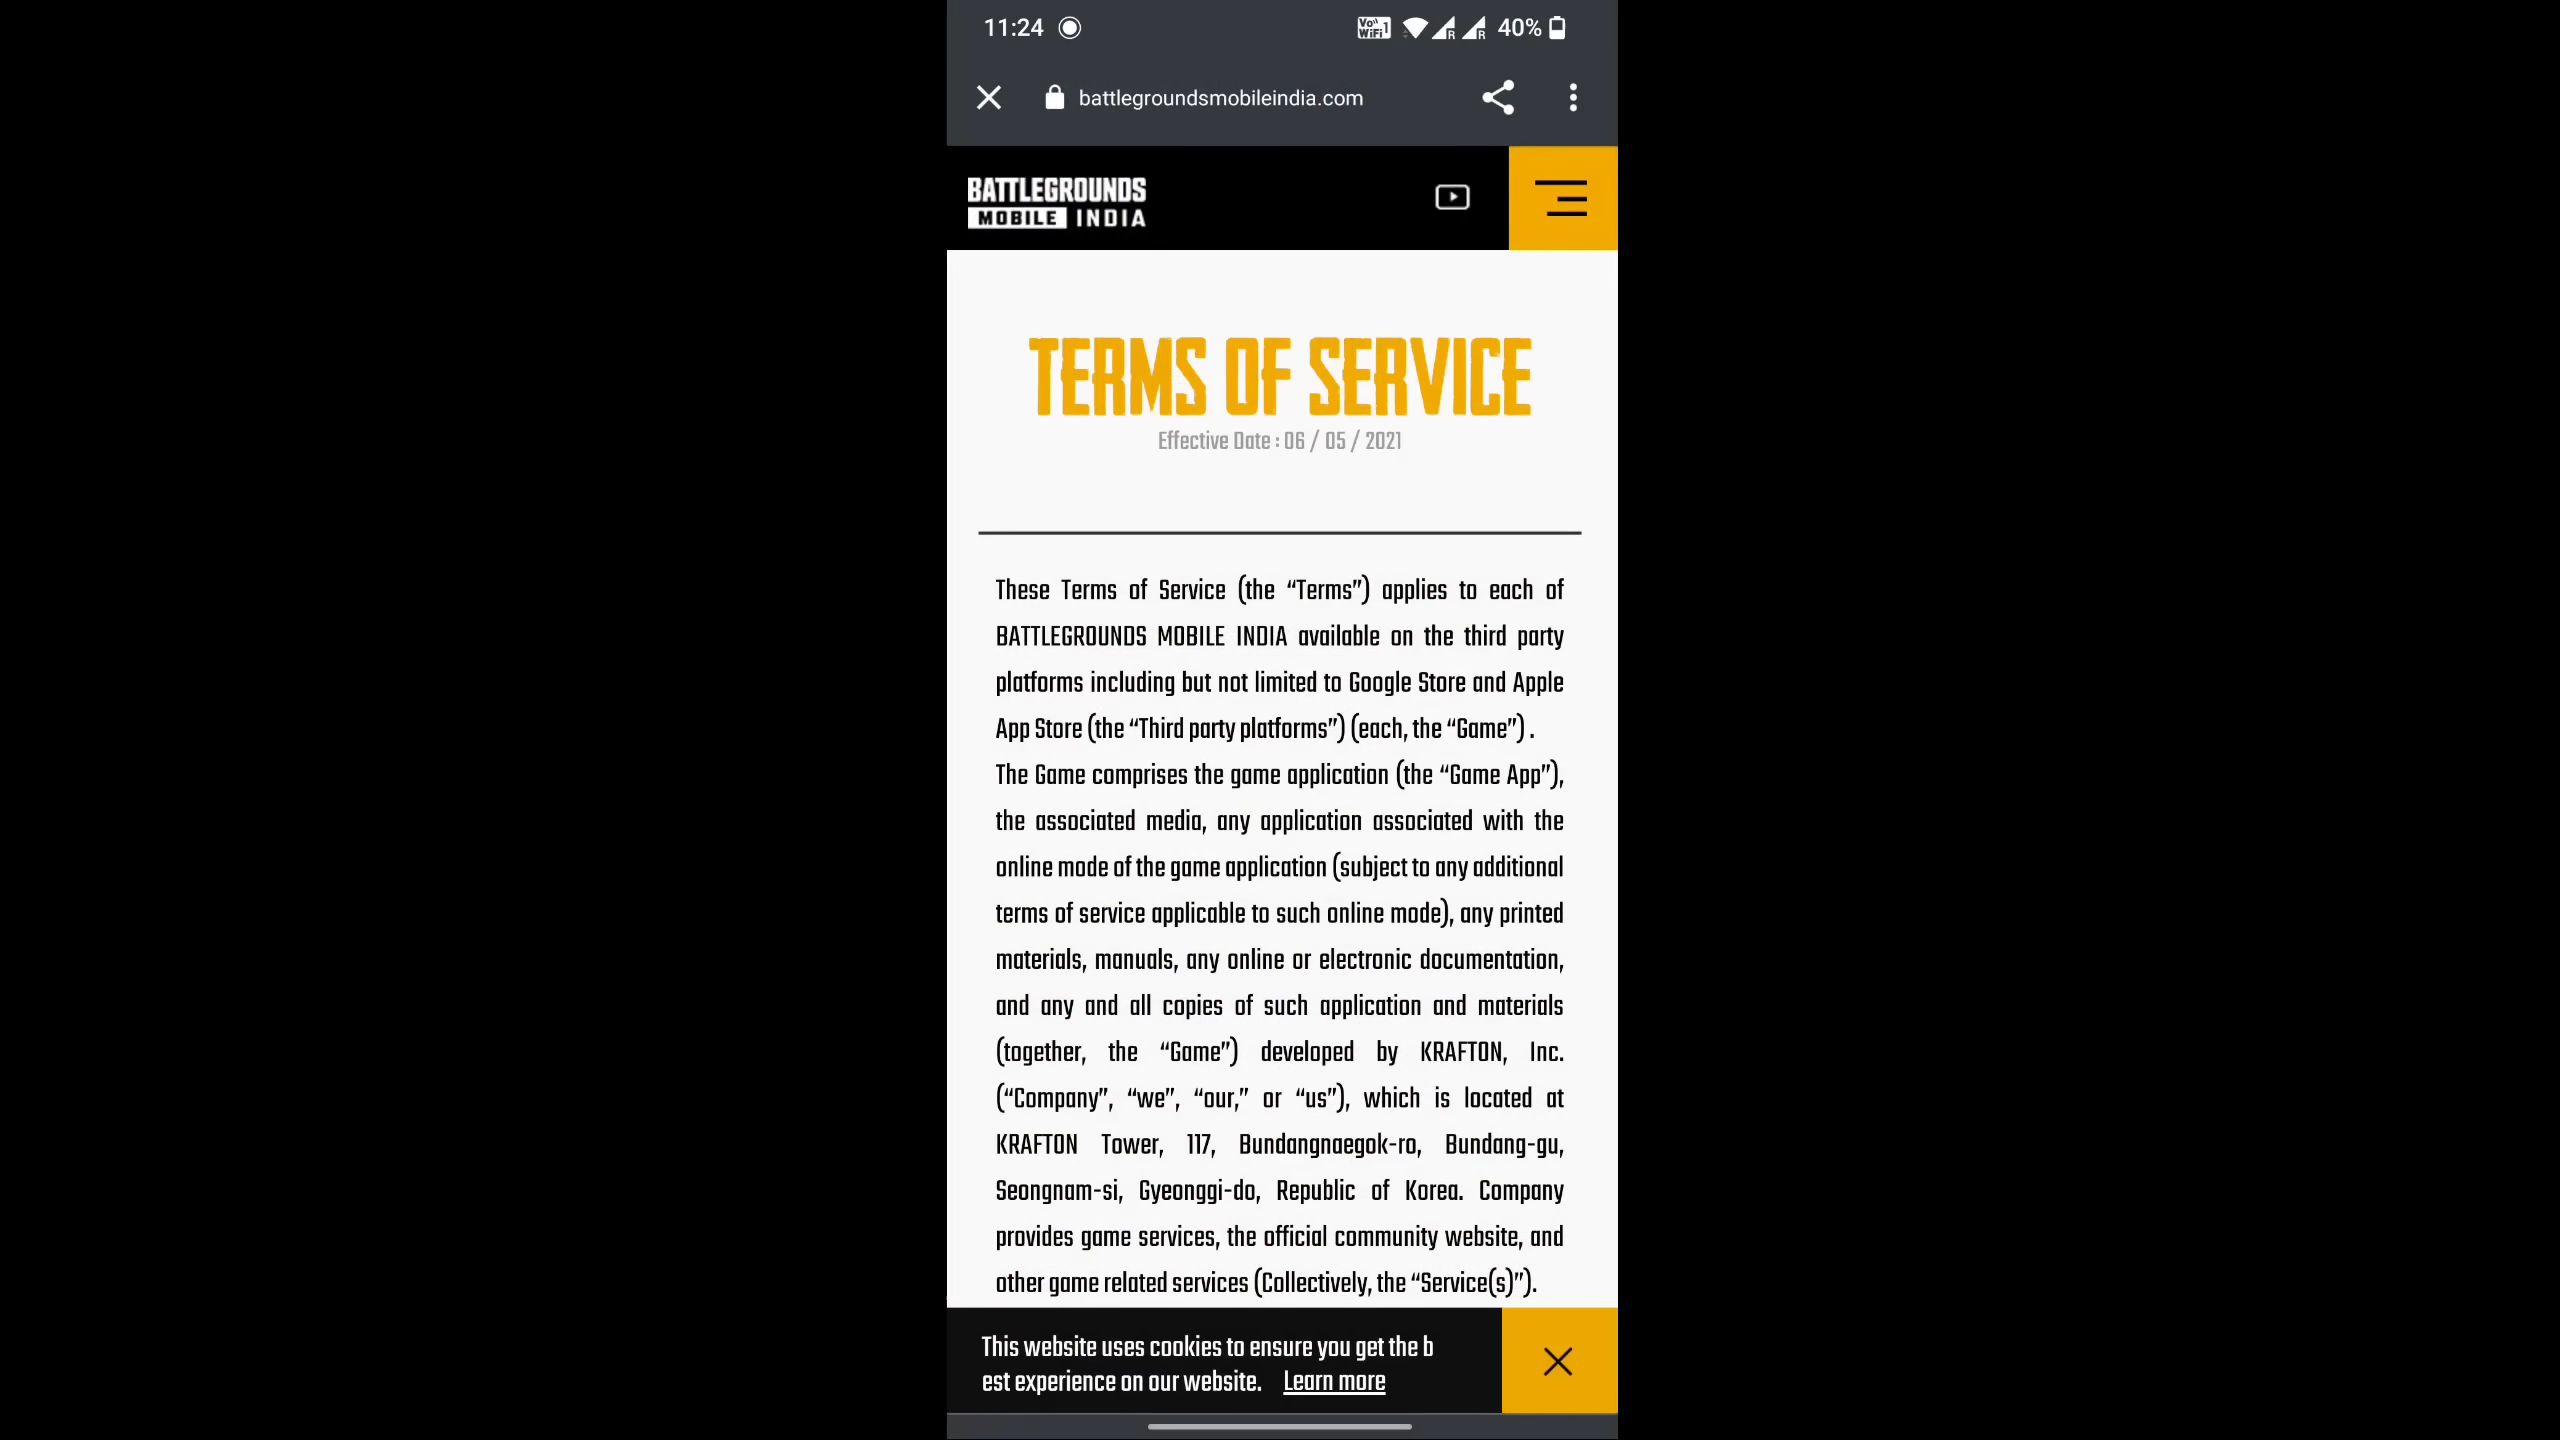 11:24
Vo WiFi 1 R R 40%
battlegroundsmobileindia.com
BATTLEGROUNDS
MOBILE INDIA
TERMS OF SERVICE
Effective Date : 06 / 05 / 2021
These Terms of Service (the “Terms”) applies to each of
BATTLEGROUNDS MOBILE INDIA available on the third party
platforms including but not limited to Google Store and Apple
App Store (the “Third party platforms”) (each, the “Game”) .
The Game comprises the game application (the “Game App”),
the associated media, any application associated with the
online mode of the game application (subject to any additional
terms of service applicable to such online mode), any printed
materials, manuals, any online or electronic documentation,
and any and all copies of such application and materials
(together, the “Game”) developed by KRAFTON, Inc.
(“Company”, “we”, “our,” or “us”), which is located at
KRAFTON Tower, 117, Bundangnaegok-ro, Bundang-gu,
Seongnam-si, Gyeonggi-do, Republic of Korea. Company
provides game services, the official community website, and
other game related services (Collectively, the “Service(s)”).
This website uses cookies to ensure you get the b
est experience on our website. Learn more